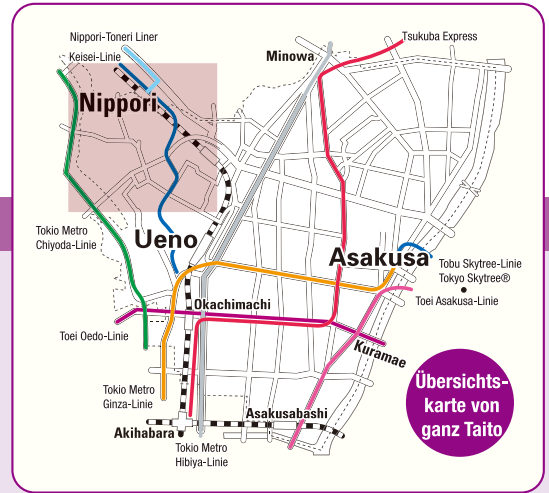 Nippori-Toneri Liner
Keisei-Linie
Nippori
Minowa
Tsukuba Express
Tokio Metro
Chiyoda-Linie
Ueno
Asakusa
Tobu Skytree-Linie
Tokyo Skytree®
Toei Asakusa-Linie
Okachimachi
Toei Oedo-Linie
Kuramae
Tokio Metro
Ginza-Linie
Asakusabashi
Akihabara
Tokio Metro
Hibiya-Linie
Übersichts-
karte von
ganz Taito